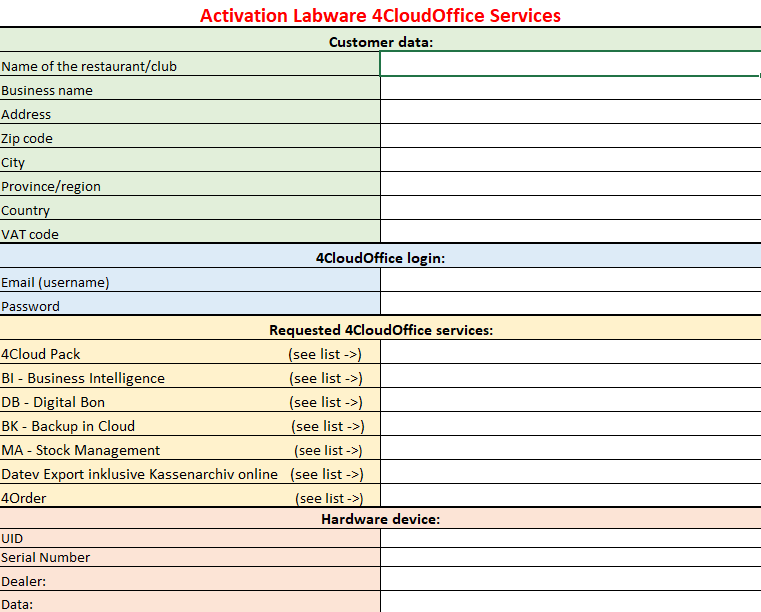 Activation Labware 4CloudOffice Services
Customer data:
Name of the restaurant/club
Business name
Address
Zip code
City
Province/region
Country
VAT code
4CloudOffice login:
Email (username)
Password
Requested 4CloudOffice services:
4Cloud Pack (see list ->)
BI - Business Intelligence (see list ->)
DB - Digital Bon (see list ->)
BK - Backup in Cloud (see list ->)
MA - Stock Management (see list ->)
Datev Export inklusive Kassenarchiv online (see list ->)
4Order (see list ->)
Hardware device:
UID
Serial Number
Dealer:
Data: